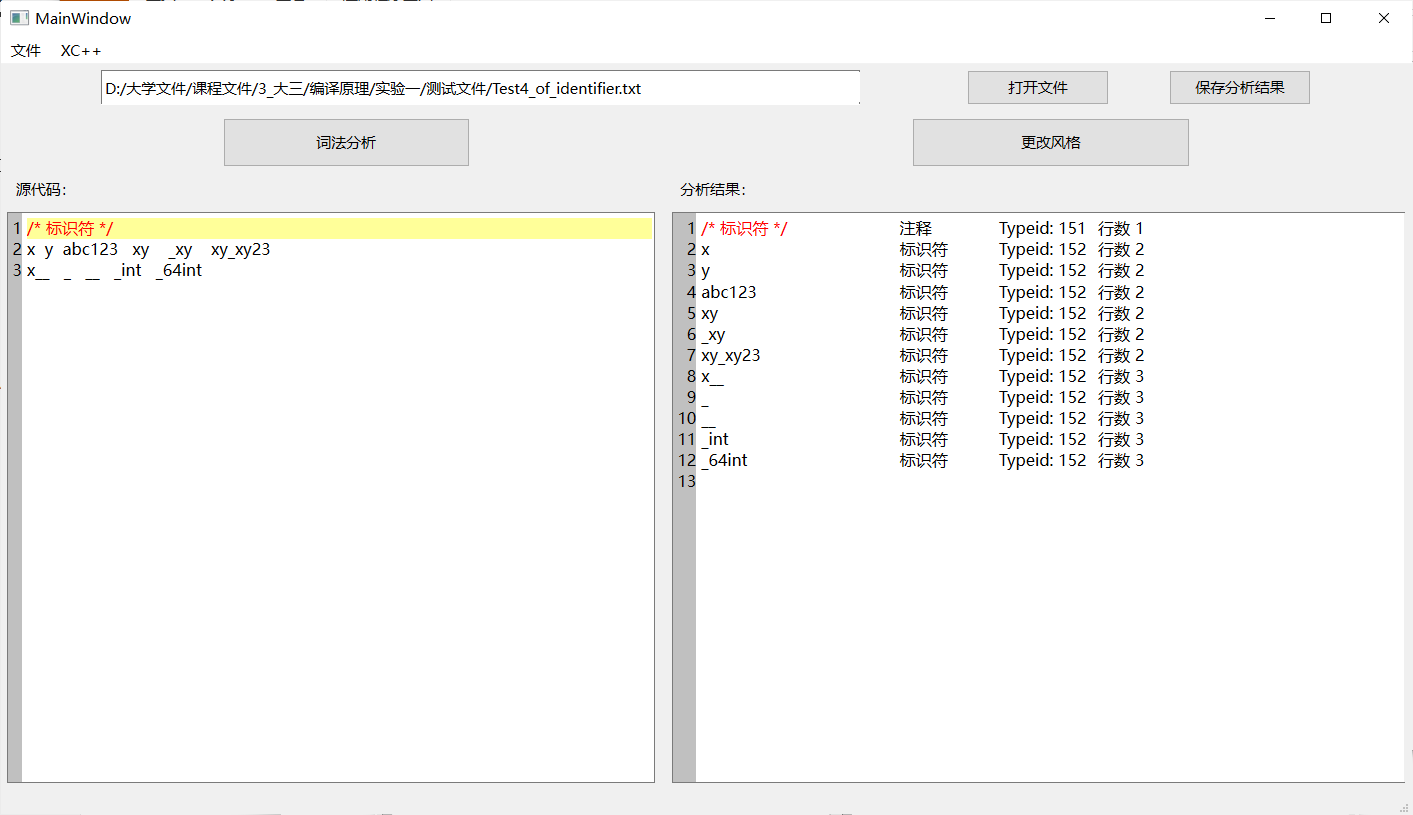 MainWindow
文件 XC++
D:/大学文件/课程文件/3_大三/编译原理/实验一/测试文件/Test4_of_identifier.txt 打开文件 保存分析结果
词法分析 更改风格
源代码: 分析结果:
1 /* 标识符 */
2 x y abc123 xy _xy xy_xy23
3 x__ _ __ _int _64int
1 /* 标识符 */ 注释 Typeid: 151 行数 1
2 x 标识符 Typeid: 152 行数 2
3 y 标识符 Typeid: 152 行数 2
4 abc123 标识符 Typeid: 152 行数 2
5 xy 标识符 Typeid: 152 行数 2
6 _xy 标识符 Typeid: 152 行数 2
7 xy_xy23 标识符 Typeid: 152 行数 2
8 x__ 标识符 Typeid: 152 行数 3
9 _ 标识符 Typeid: 152 行数 3
10 __ 标识符 Typeid: 152 行数 3
11 _int 标识符 Typeid: 152 行数 3
12 _64int 标识符 Typeid: 152 行数 3
13